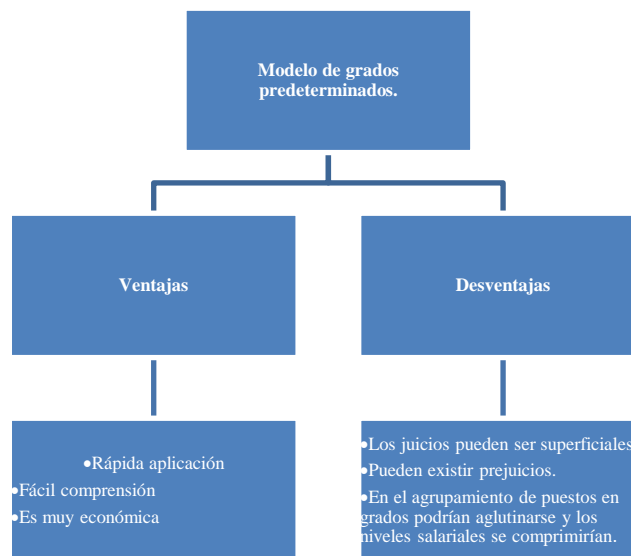 Modelo de grados
predeterminados.
Ventajas
Desventajas
•Rápida aplicación
•Fácil comprensión
•Es muy económica
•Los juicios pueden ser superficiales
•Pueden existir prejuicios.
•En el agrupamiento de puestos en
grados podrían aglutinarse y los
niveles salariales se comprimirían.